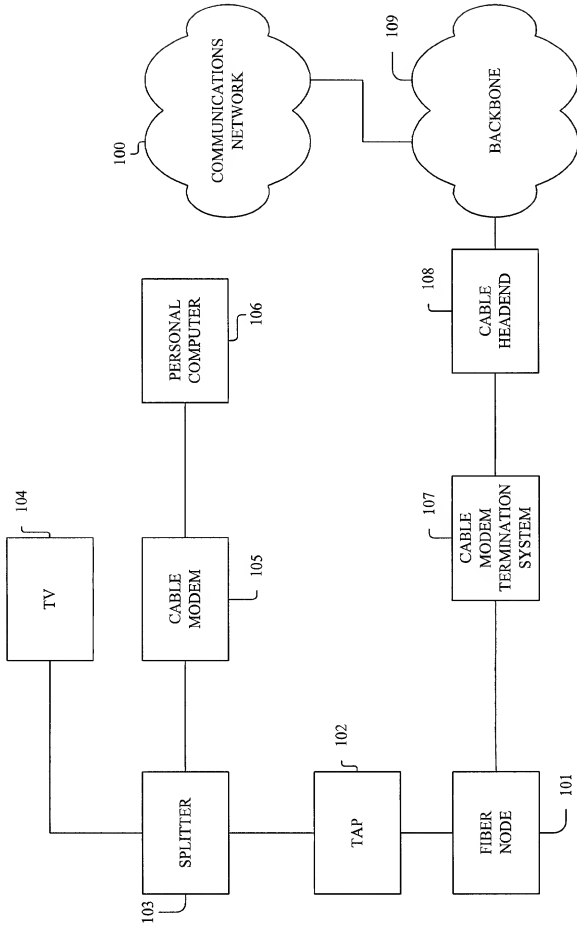 104
TV
103
SPLITTER
CABLE
MODEM
105
PERSONAL
COMPUTER
106
100
COMMUNICATIONS
NETWORK
102
TAP
101
FIBER
NODE
107
CABLE
MODEM
TERMINATION
SYSTEM
108
CABLE
HEADEND
109
BACKBONE